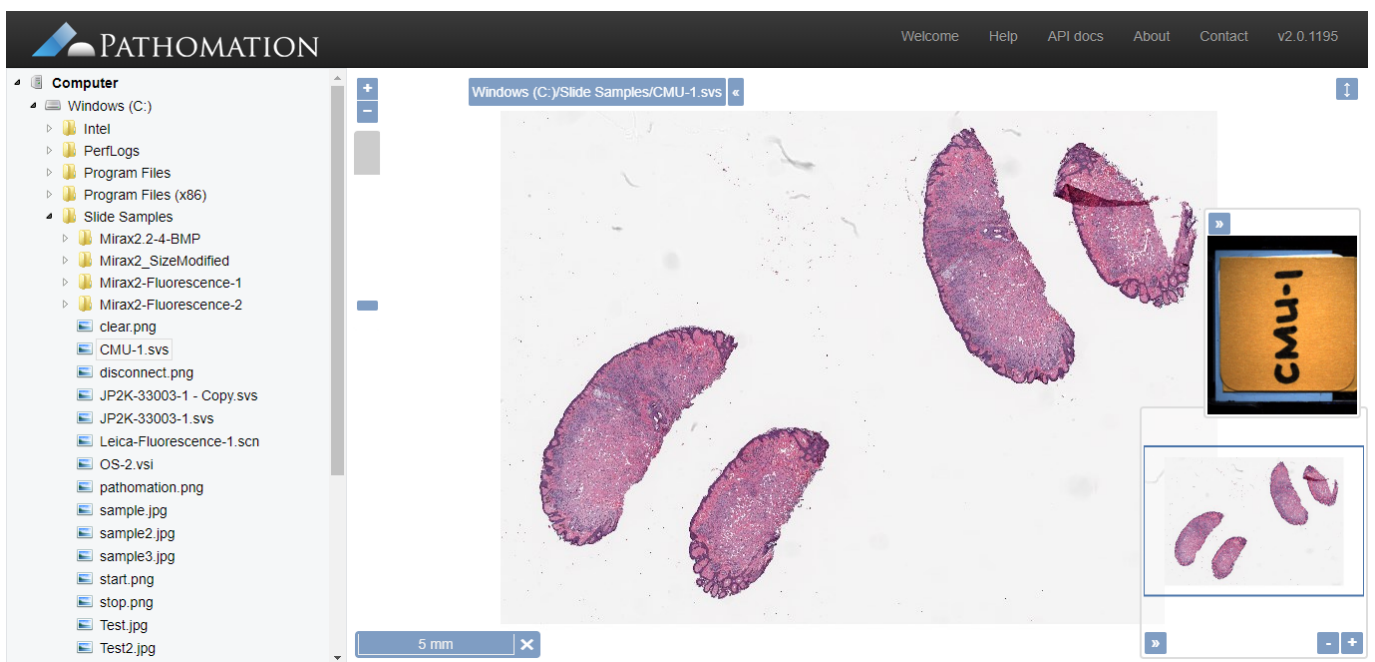 PATHOMATION
Welcome Help API docs About Contact v2.0.1195
Computer
Windows (C:)
Intel
PerfLogs
Program Files
Program Files (x86)
Slide Samples
Mirax2.2-4-BMP
Mirax2_SizeModified
Mirax2-Fluorescence-1
Mirax2-Fluorescence-2
clear.png
CMU-1.svs
disconnect.png
JP2K-33003-1 - Copy.svs
JP2K-33003-1.svs
Leica-Fluorescence-1.scn
OS-2.vsi
pathomation.png
sample.jpg
sample2.jpg
sample3.jpg
start.png
stop.png
Test.jpg
Test2.jpg
+
−
Windows (C:)/Slide Samples/CMU-1.svs «
»
CMU-1
5 mm ✕
» - +